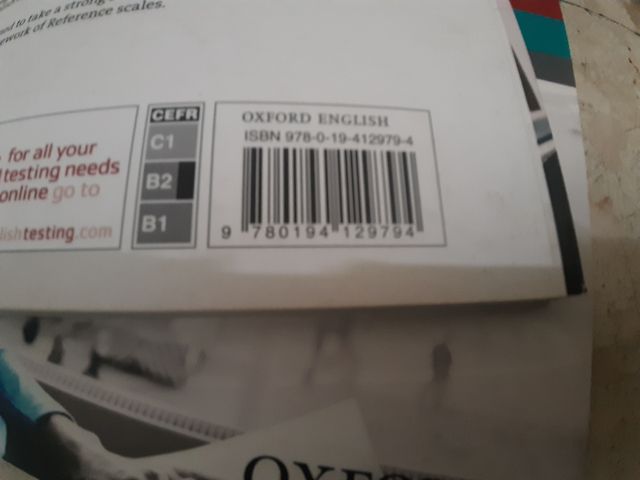 to take a strong
ework of Reference scales.
for all your
testing needs
online go to
lishtesting.com
CEFR
C1
B2
B1
OXFORD ENGLISH
ISBN 978-0-19-412979-4
9 780194 129794
OXFO